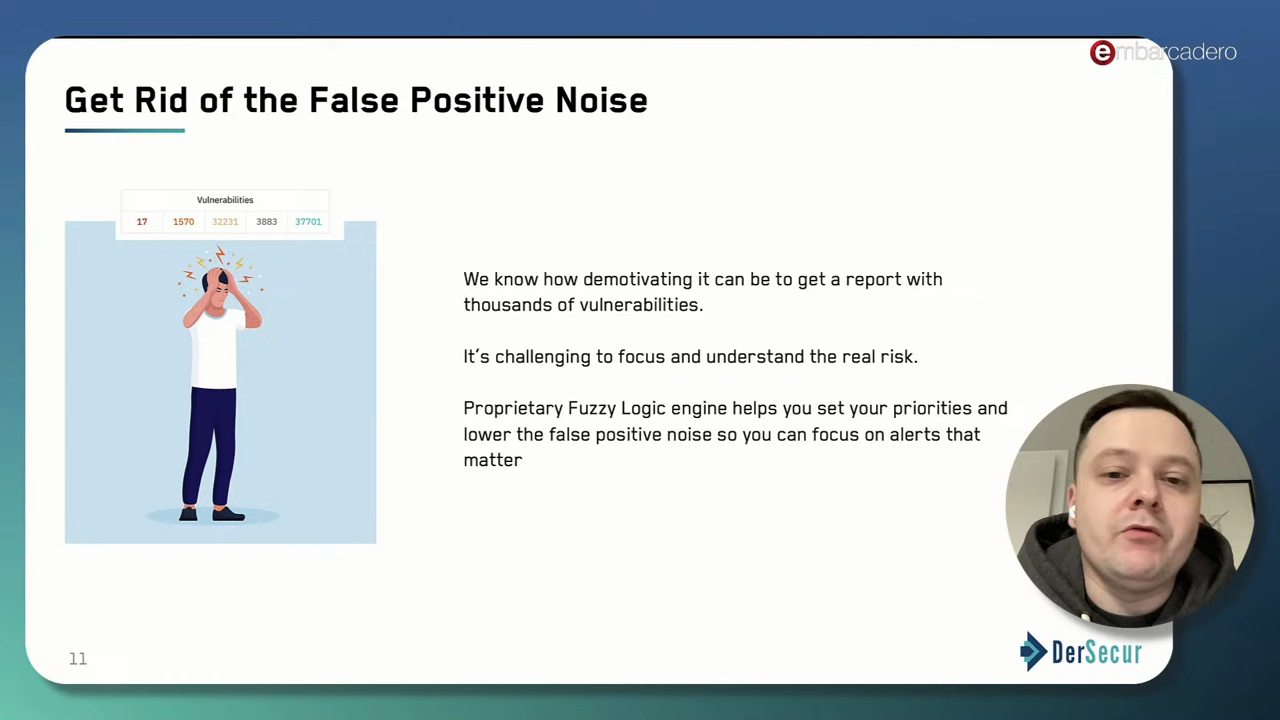 embarcadero
Get Rid of the False Positive Noise
Vulnerabilities
17 1570 32231 3883 37701
We know how demotivating it can be to get a report with
thousands of vulnerabilities.
It's challenging to focus and understand the real risk.
Proprietary Fuzzy Logic engine helps you set your priorities and
lower the false positive noise so you can focus on alerts that
matter
11
DerSecur